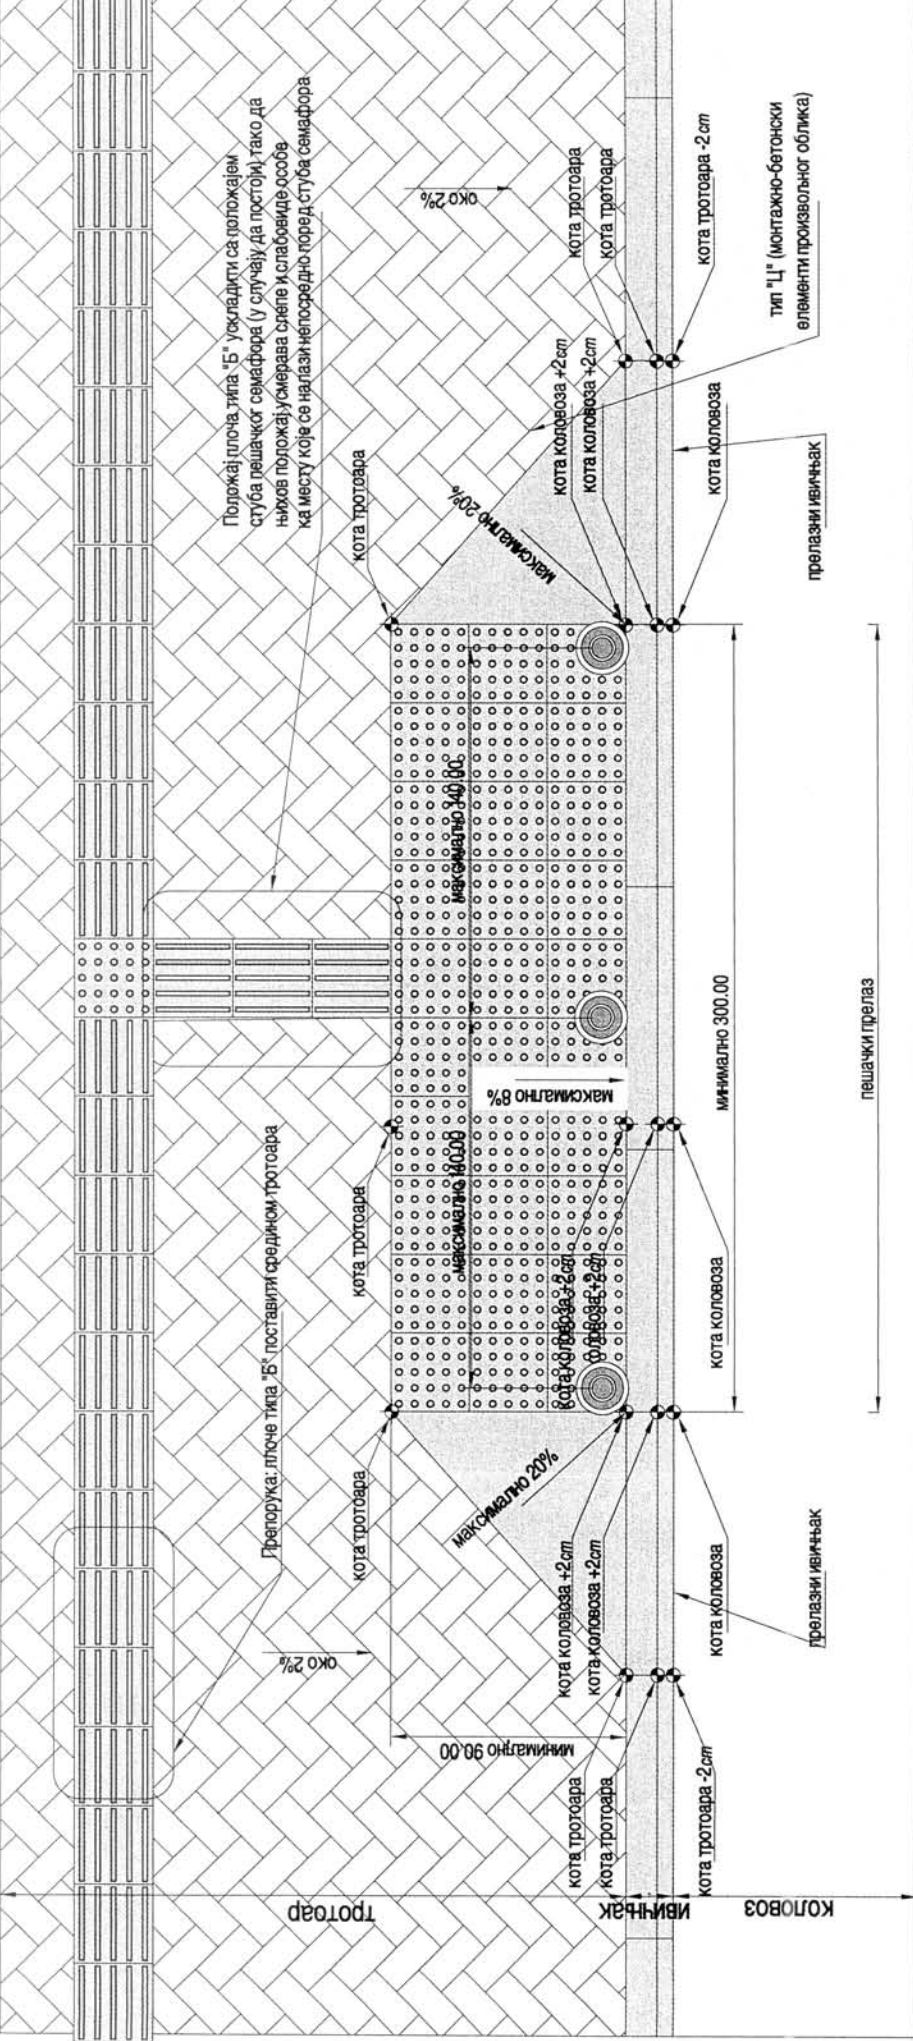 Препорука: плоче типа "Б" поставити средином тротоара
Положај плоча типа "Б" ускладити са положајем
стуба пешачког семафора (у случају да постоји) тако да
њихов положај усмерава слепе и слабовиде особе
ка месту које се налази непосредно поред стуба семафора
тротоар
око 2%
око 2%
кота тротоара
кота тротоара
кота тротоара
минимално 90.00
максимално 20%
максимално 140.00
максимално 140.00
максимално 8%
максимално 20%
кота тротоара
кота тротоара
кота тротоара -2cm
кота коловоза +2cm
кота коловоза +2cm
кота коловоза
кота коловоза +2cm
коловоза +2cm
кота коловоза
кота коловоза +2cm
кота коловоза +2cm
кота коловоза
кота тротоара
кота тротоара
кота тротоара -2cm
ивичњак
коловоз
прелазни ивичњак
минимално 300.00
пешачки прелаз
прелазни ивичњак
тип "Ц" (монтажно-бетонски
елементи произвољног облика)